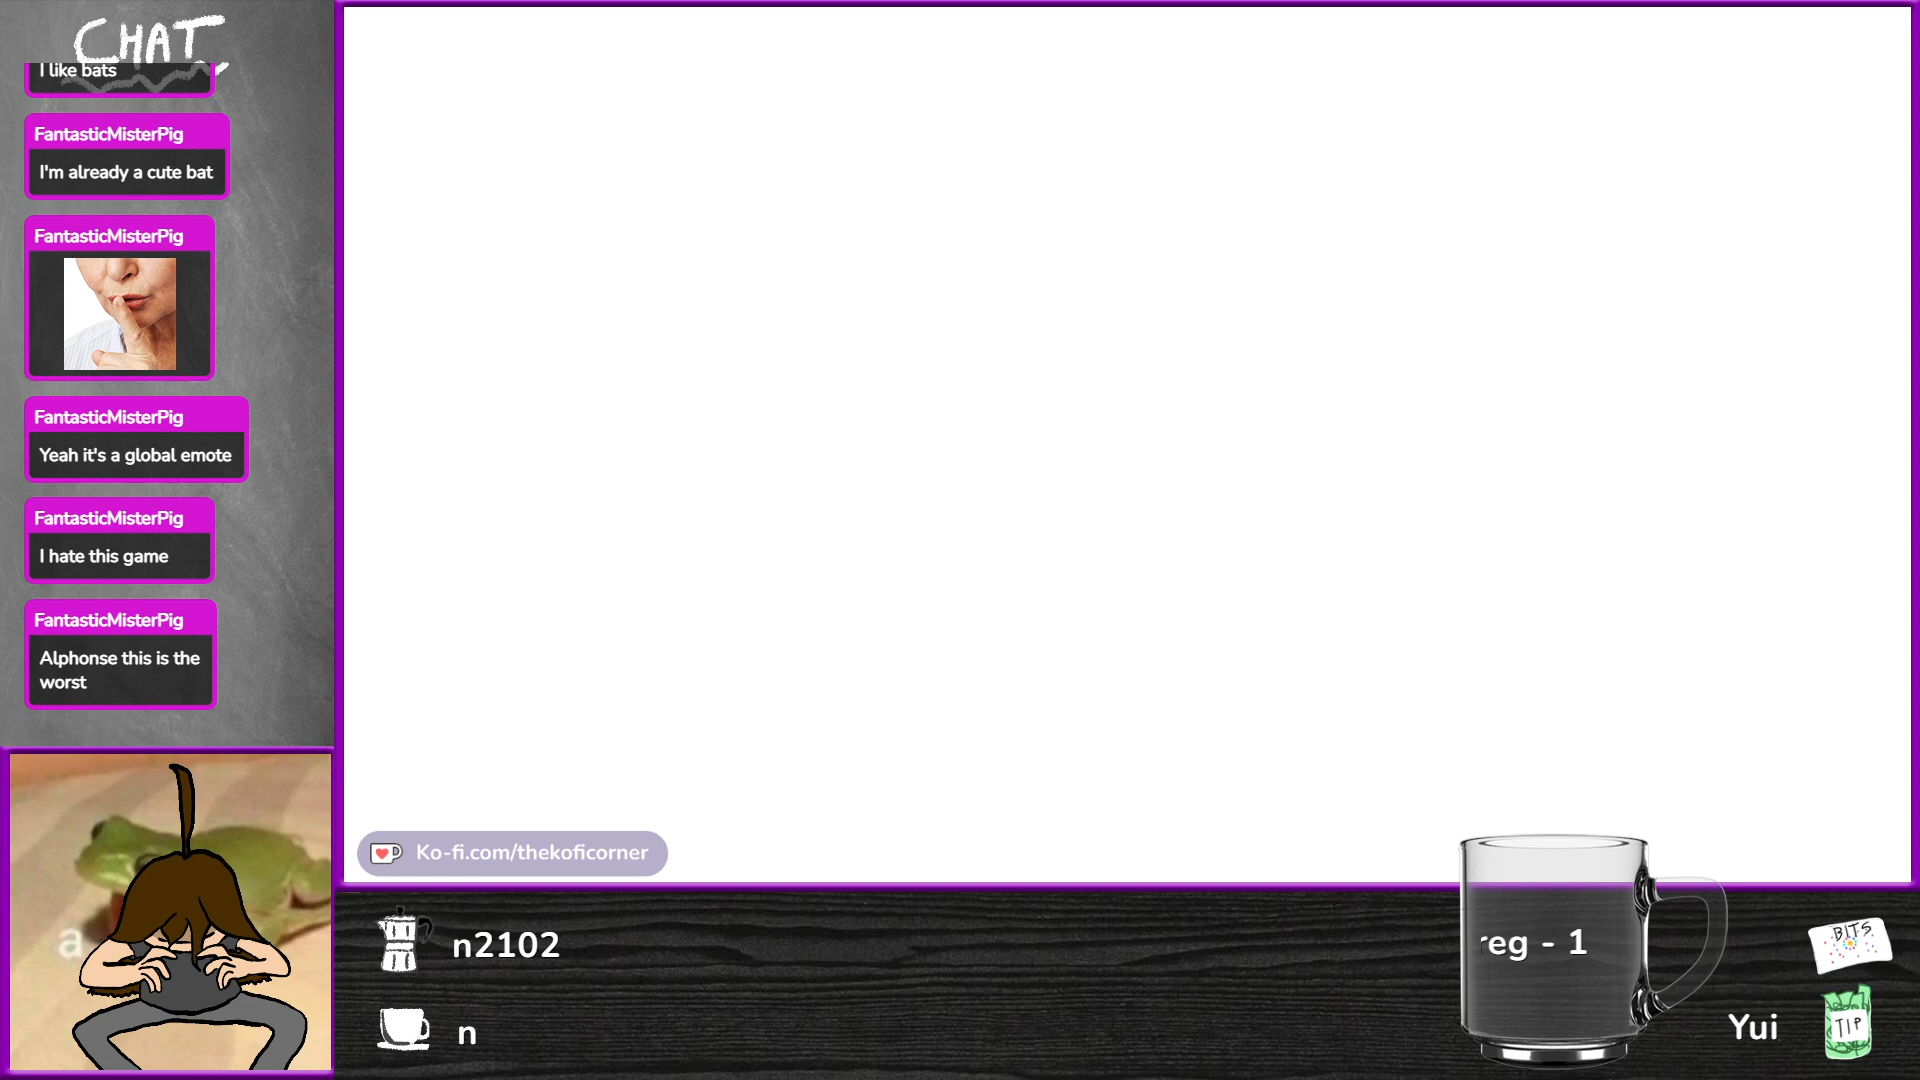 CHAT
I like bats
FantasticMisterPig
I'm already a cute bat
FantasticMisterPig
FantasticMisterPig
Yeah it's a global emote
FantasticMisterPig
I hate this game
FantasticMisterPig
Alphonse this is the
worst
a
Ko-fi.com/thekoficorner
n2102
n
reg - 1
BITS
Yui
TIP